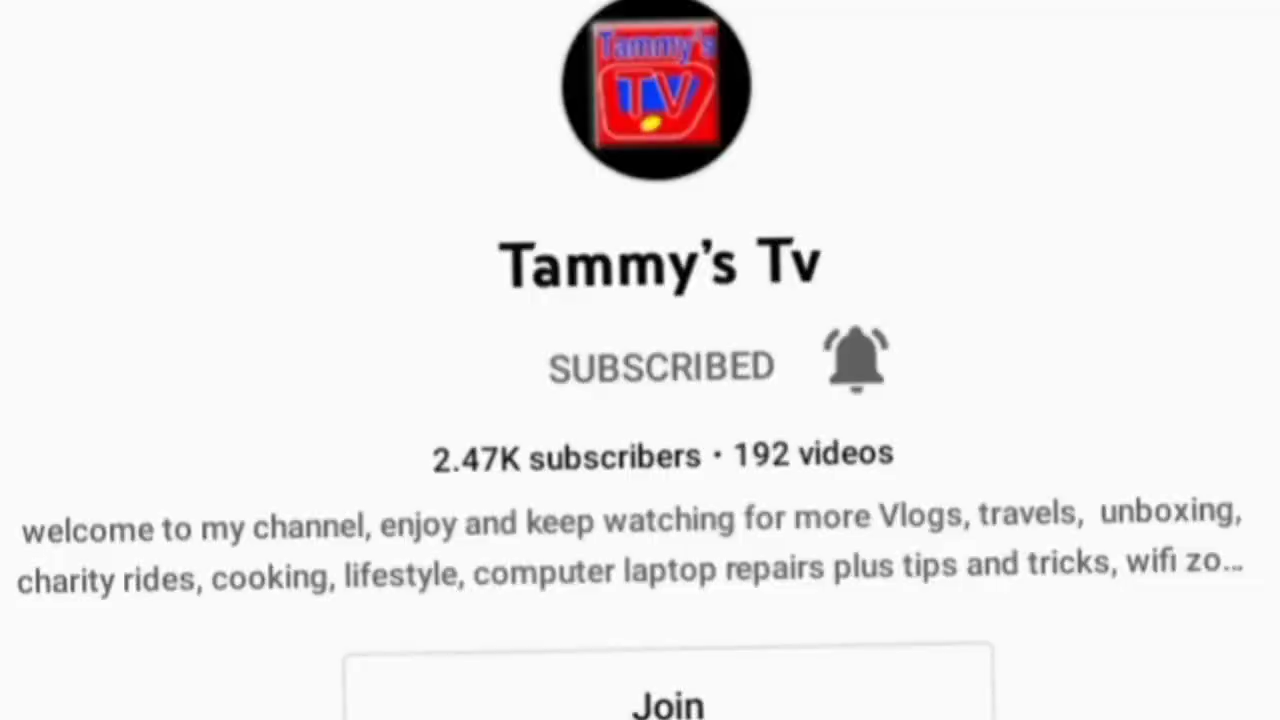 Tammy's
TV
Tammy's Tv
SUBSCRIBED
2.47K subscribers • 192 videos
welcome to my channel, enjoy and keep watching for more Vlogs, travels,  unboxing,
charity rides, cooking, lifestyle, computer laptop repairs plus tips and tricks, wifi zo...
Join